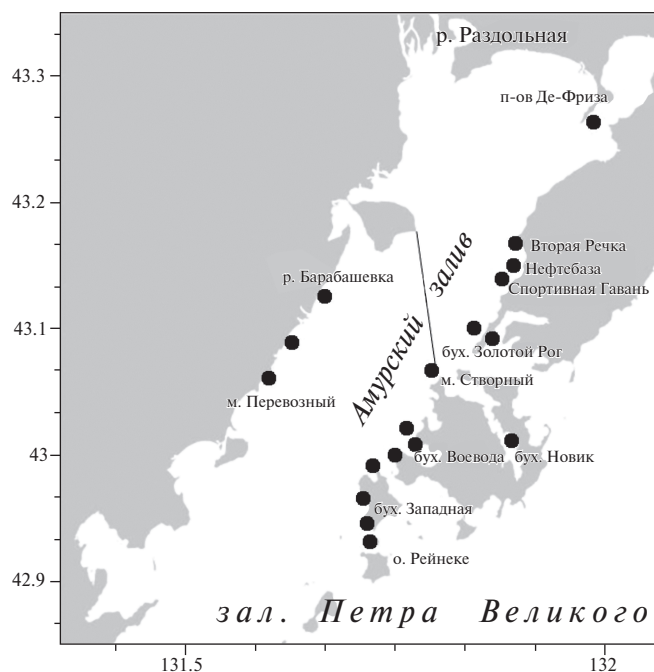 р. Раздольная
43.3
п-ов Де-Фриза
43.2
Вторая Речка
залив
Нефтебаза
р. Барабашевка
Спортивная Гавань
43.1
бух. Золотой Рог
Амурский
м. Створный
м. Перевозный
43
бух. Воевода
бух. Новик
бух. Западная
о. Рейнеке
42.9
зал. Петра Великого
131.5
132